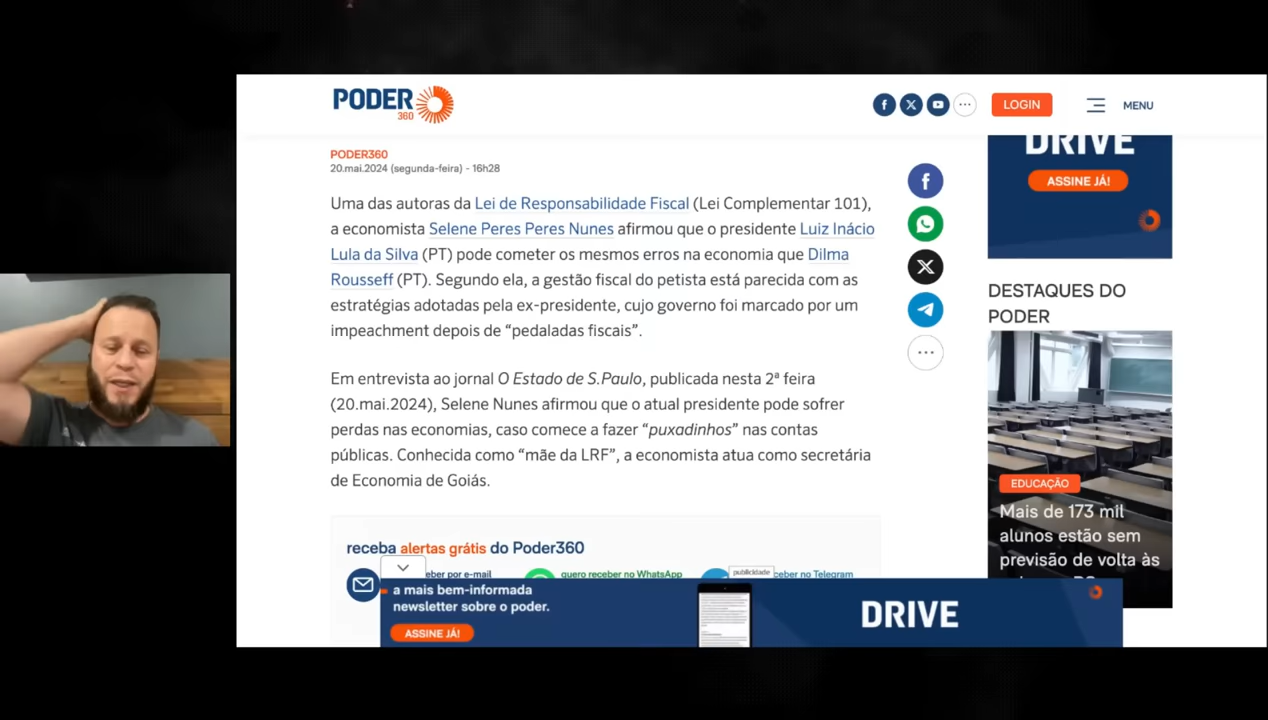 PODER
360
LOGIN
MENU
PODER360
20.mai.2024 (segunda-feira) - 16h28
Uma das autoras da Lei de Responsabilidade Fiscal (Lei Complementar 101),
a economista Selene Peres Peres Nunes afirmou que o presidente Luiz Inácio
Lula da Silva (PT) pode cometer os mesmos erros na economia que Dilma
Rousseff (PT). Segundo ela, a gestão fiscal do petista está parecida com as
estratégias adotadas pela ex-presidente, cujo governo foi marcado por um
impeachment depois de “pedaladas fiscais”.
Em entrevista ao jornal O Estado de S.Paulo, publicada nesta 2ª feira
(20.mai.2024), Selene Nunes afirmou que o atual presidente pode sofrer
perdas nas economias, caso comece a fazer “puxadinhos” nas contas
públicas. Conhecida como “mãe da LRF”, a economista atua como secretária
de Economia de Goiás.
receba alertas grátis do Poder360
eber por e-mail
quero receber no WhatsApp
ceber no Telegram
publicidade
a mais bem-informada
newsletter sobre o poder.
ASSINE JÁ!
DRIVE
DRIVE
ASSINE JÁ!
DESTAQUES DO
PODER
EDUCAÇÃO
Mais de 173 mil
alunos estão sem
previsão de volta às